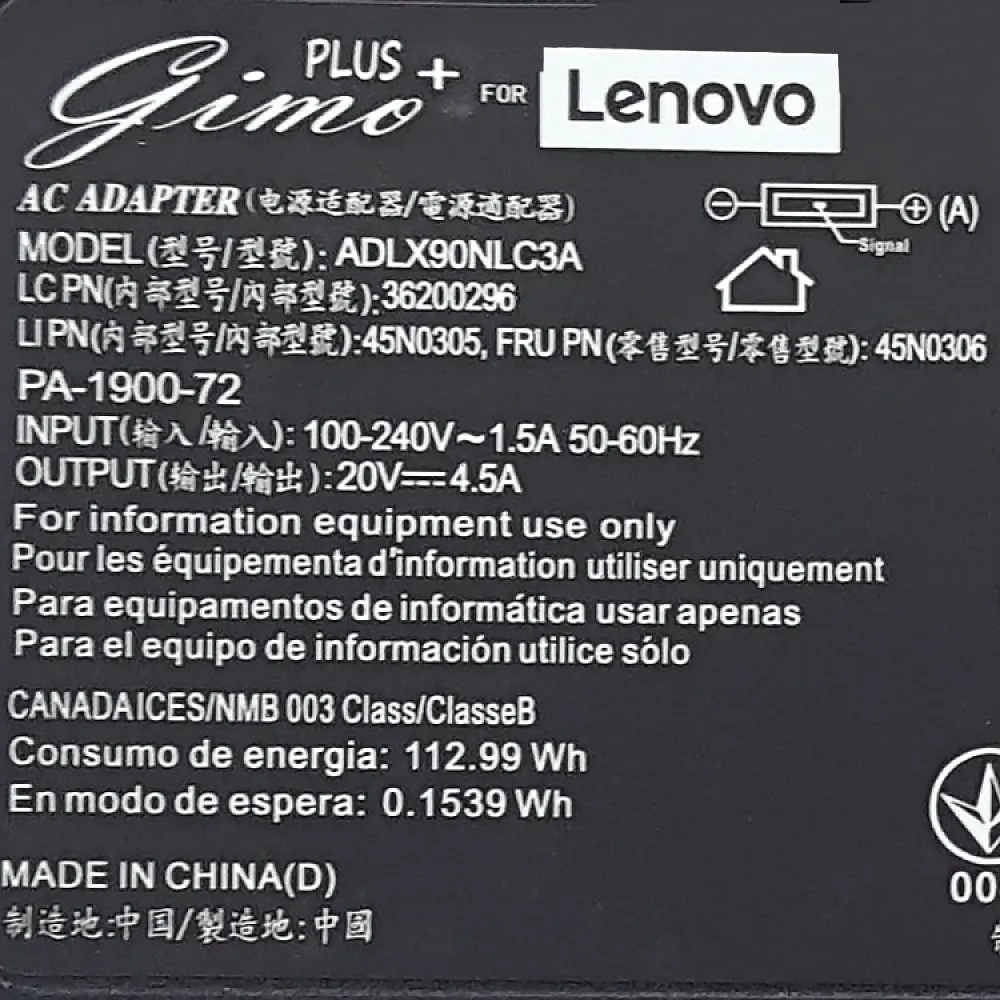 Gimo PLUS + FOR Lenovo
AC ADAPTER(电源适配器/電源適配器)
(A)
Signal
MODEL(型号/型號): ADLX90NLC3A
LC PN(内部型号/內部型號):36200296
LI PN(内部型号/內部型號):45N0305, FRU PN(零售型号/零售型號): 45N0306
PA-1900-72
INPUT(输入/輸入): 100-240V~1.5A 50-60Hz
OUTPUT(输出/輸出):20V⎓4.5A
For information equipment use only
Pour les équipementa d'information utiliser uniquement
Para equipamentos de informática usar apenas
Para el equipo de información utilice sólo
CANADA ICES/NMB 003 Class/ClasseB
Consumo de energia: 112.99 Wh
En modo de espera: 0.1539 Wh
00
MADE IN CHINA(D)
制造地:中国/製造地:中國